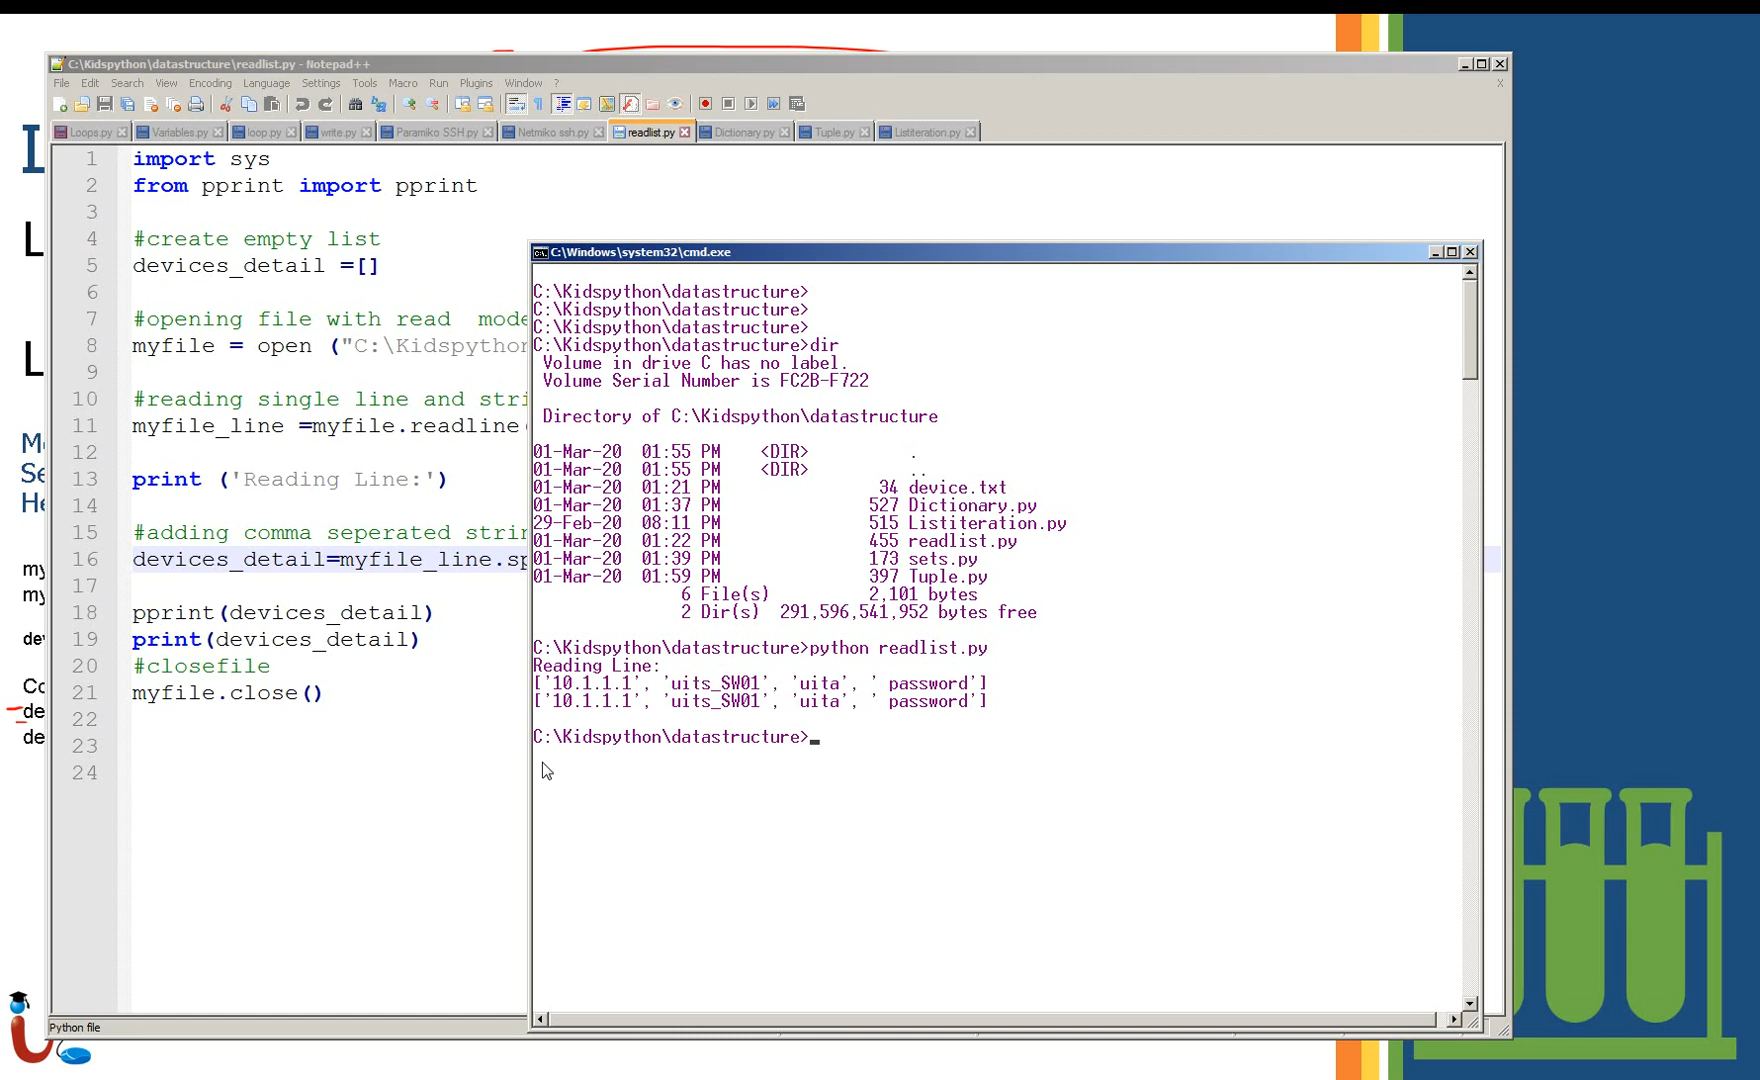 C:\Kidspython\datastructure\readlist.py - Notepad++
File Edit Search View Encoding Language Settings Tools Macro Run Plugins Window ?
Loops.py Variables.py loop.py write.py Paramiko SSH.py Netmiko ssh.py readlist.py Dictionary.py Tuple.py Listiteration.py
1 import sys
2 from pprint import pprint
3
4 #create empty list
5 devices_detail =[]
6
7 #opening file with read  mode
8 myfile = open ("C:\Kidspython
9
10 #reading single line and stri
11 myfile_line =myfile.readline
12
13 print ('Reading Line:')
14
15 #adding comma seperated strin
16 devices_detail=myfile_line.sp
17
18 pprint(devices_detail)
19 print(devices_detail)
20 #closefile
21 myfile.close()
22
23
24
Python file
C:\Windows\system32\cmd.exe
C:\Kidspython\datastructure>
C:\Kidspython\datastructure>
C:\Kidspython\datastructure>
C:\Kidspython\datastructure>dir
Volume in drive C has no label.
Volume Serial Number is FC2B-F722
Directory of C:\Kidspython\datastructure
01-Mar-20  01:55 PM    <DIR>          .
01-Mar-20  01:55 PM    <DIR>          ..
01-Mar-20  01:21 PM                34 device.txt
01-Mar-20  01:37 PM               527 Dictionary.py
29-Feb-20  08:11 PM               515 Listiteration.py
01-Mar-20  01:22 PM               455 readlist.py
01-Mar-20  01:39 PM               173 sets.py
01-Mar-20  01:59 PM               397 Tuple.py
6 File(s)          2,101 bytes
2 Dir(s)  291,596,541,952 bytes free
C:\Kidspython\datastructure>python readlist.py
Reading Line:
['10.1.1.1', 'uits_SW01', 'uita', ' password']
['10.1.1.1', 'uits_SW01', 'uita', ' password']
C:\Kidspython\datastructure>_